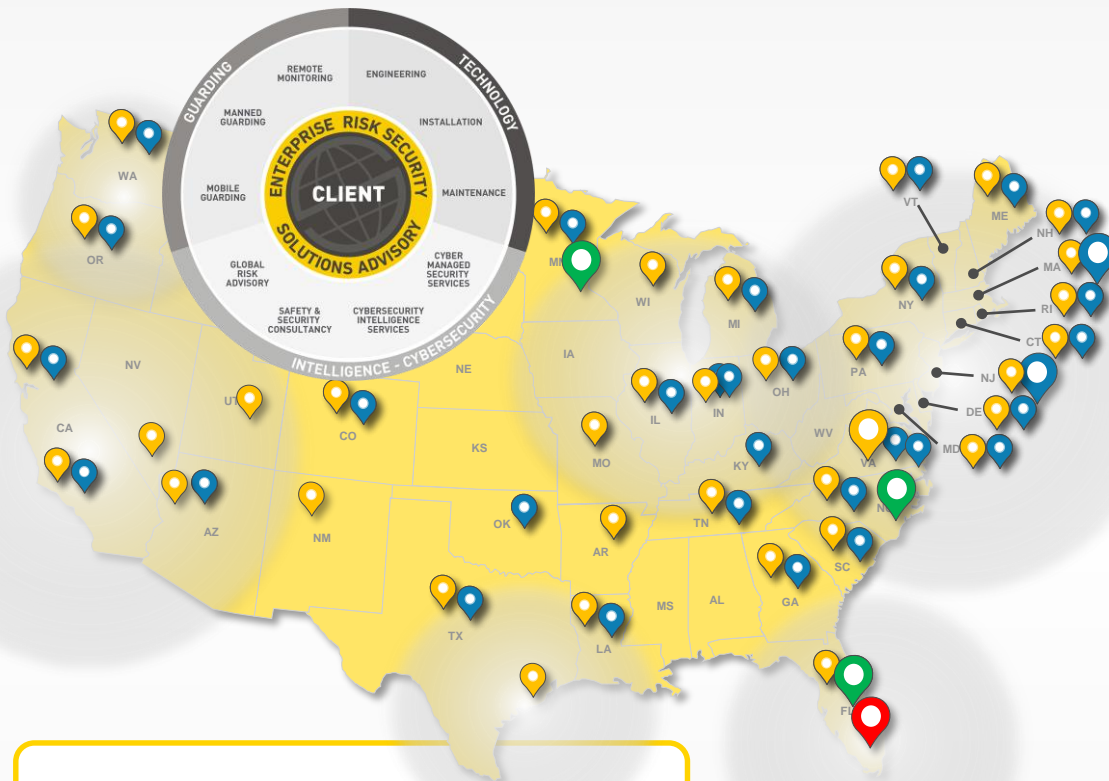 GUARDING
TECHNOLOGY
INTELLIGENCE - CYBERSECURITY
REMOTE
MONITORING
ENGINEERING
MANNED
GUARDING
INSTALLATION
MOBILE
GUARDING
MAINTENANCE
GLOBAL
RISK
ADVISORY
CYBER
MANAGED
SECURITY
SERVICES
SAFETY &
SECURITY
CONSULTANCY
CYBERSECURITY
INTELLIGENCE
SERVICES
ENTERPRISE RISK SECURITY
SOLUTIONS ADVISORY
CLIENT
WA
OR
NV
CA
UT
AZ
CO
NM
NE
KS
OK
TX
MN
IA
MO
AR
LA
WI
IL
MI
IN
OH
KY
TN
MS
AL
GA
FL
SC
NC
VA
WV
PA
NY
VT
ME
NH
MA
RI
CT
NJ
DE
MD